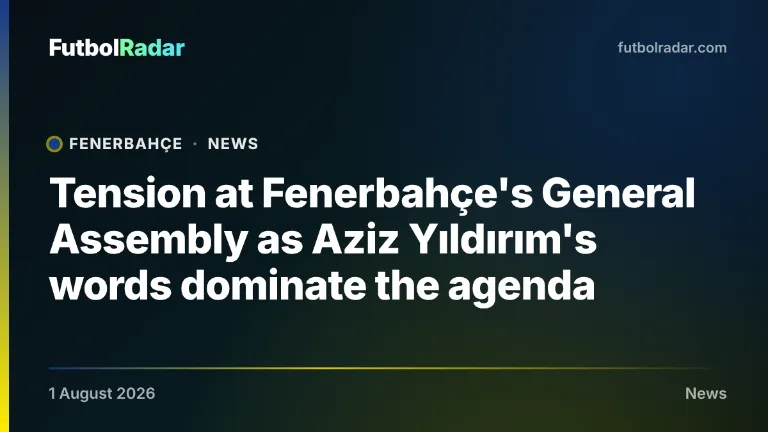 FutbolRadar
futbolradar.com
FENERBAHÇE · NEWS
Tension at Fenerbahçe's General
Assembly as Aziz Yıldırım's
words dominate the agenda
1 August 2026
News